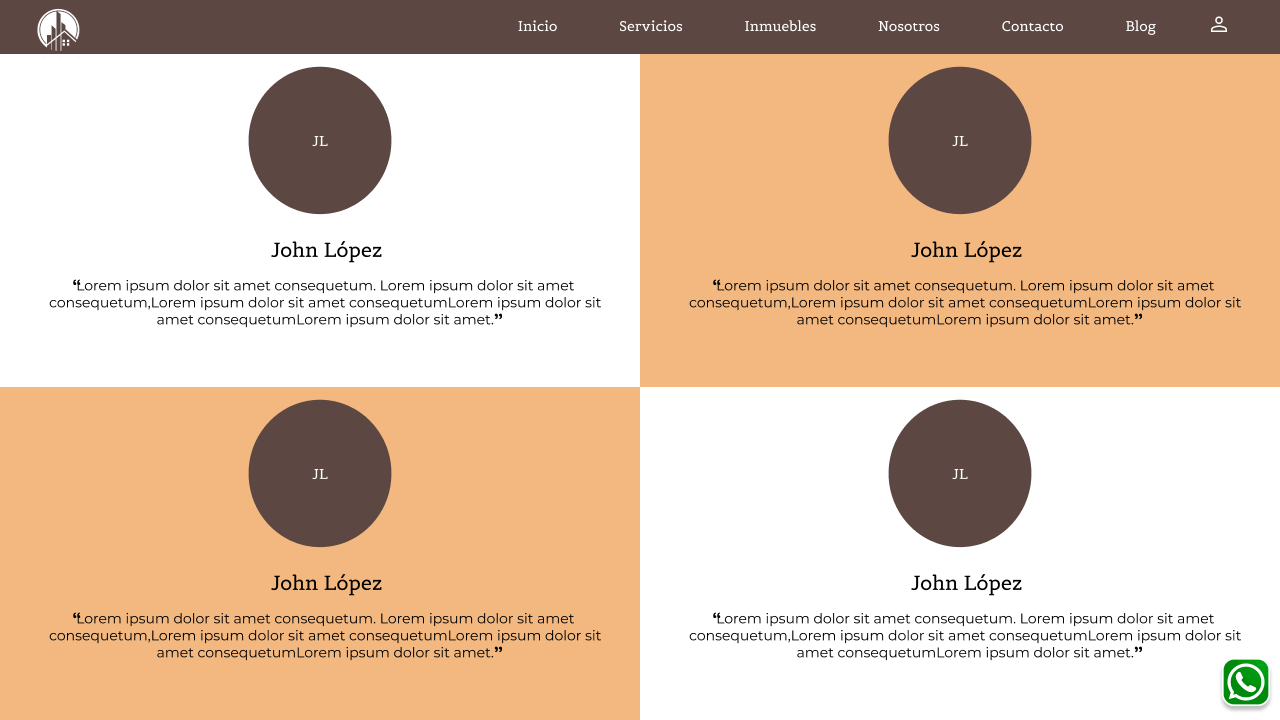 Inicio Servicios Inmuebles Nosotros Contacto Blog
JL
John López
❝Lorem ipsum dolor sit amet consequetum. Lorem ipsum dolor sit amet
consequetum,Lorem ipsum dolor sit amet consequetumLorem ipsum dolor sit
amet consequetumLorem ipsum dolor sit amet.❞
JL
John López
❝Lorem ipsum dolor sit amet consequetum. Lorem ipsum dolor sit amet
consequetum,Lorem ipsum dolor sit amet consequetumLorem ipsum dolor sit
amet consequetumLorem ipsum dolor sit amet.❞
JL
John López
❝Lorem ipsum dolor sit amet consequetum. Lorem ipsum dolor sit amet
consequetum,Lorem ipsum dolor sit amet consequetumLorem ipsum dolor sit
amet consequetumLorem ipsum dolor sit amet.❞
JL
John López
❝Lorem ipsum dolor sit amet consequetum. Lorem ipsum dolor sit amet
consequetum,Lorem ipsum dolor sit amet consequetumLorem ipsum dolor sit
amet consequetumLorem ipsum dolor sit amet.❞